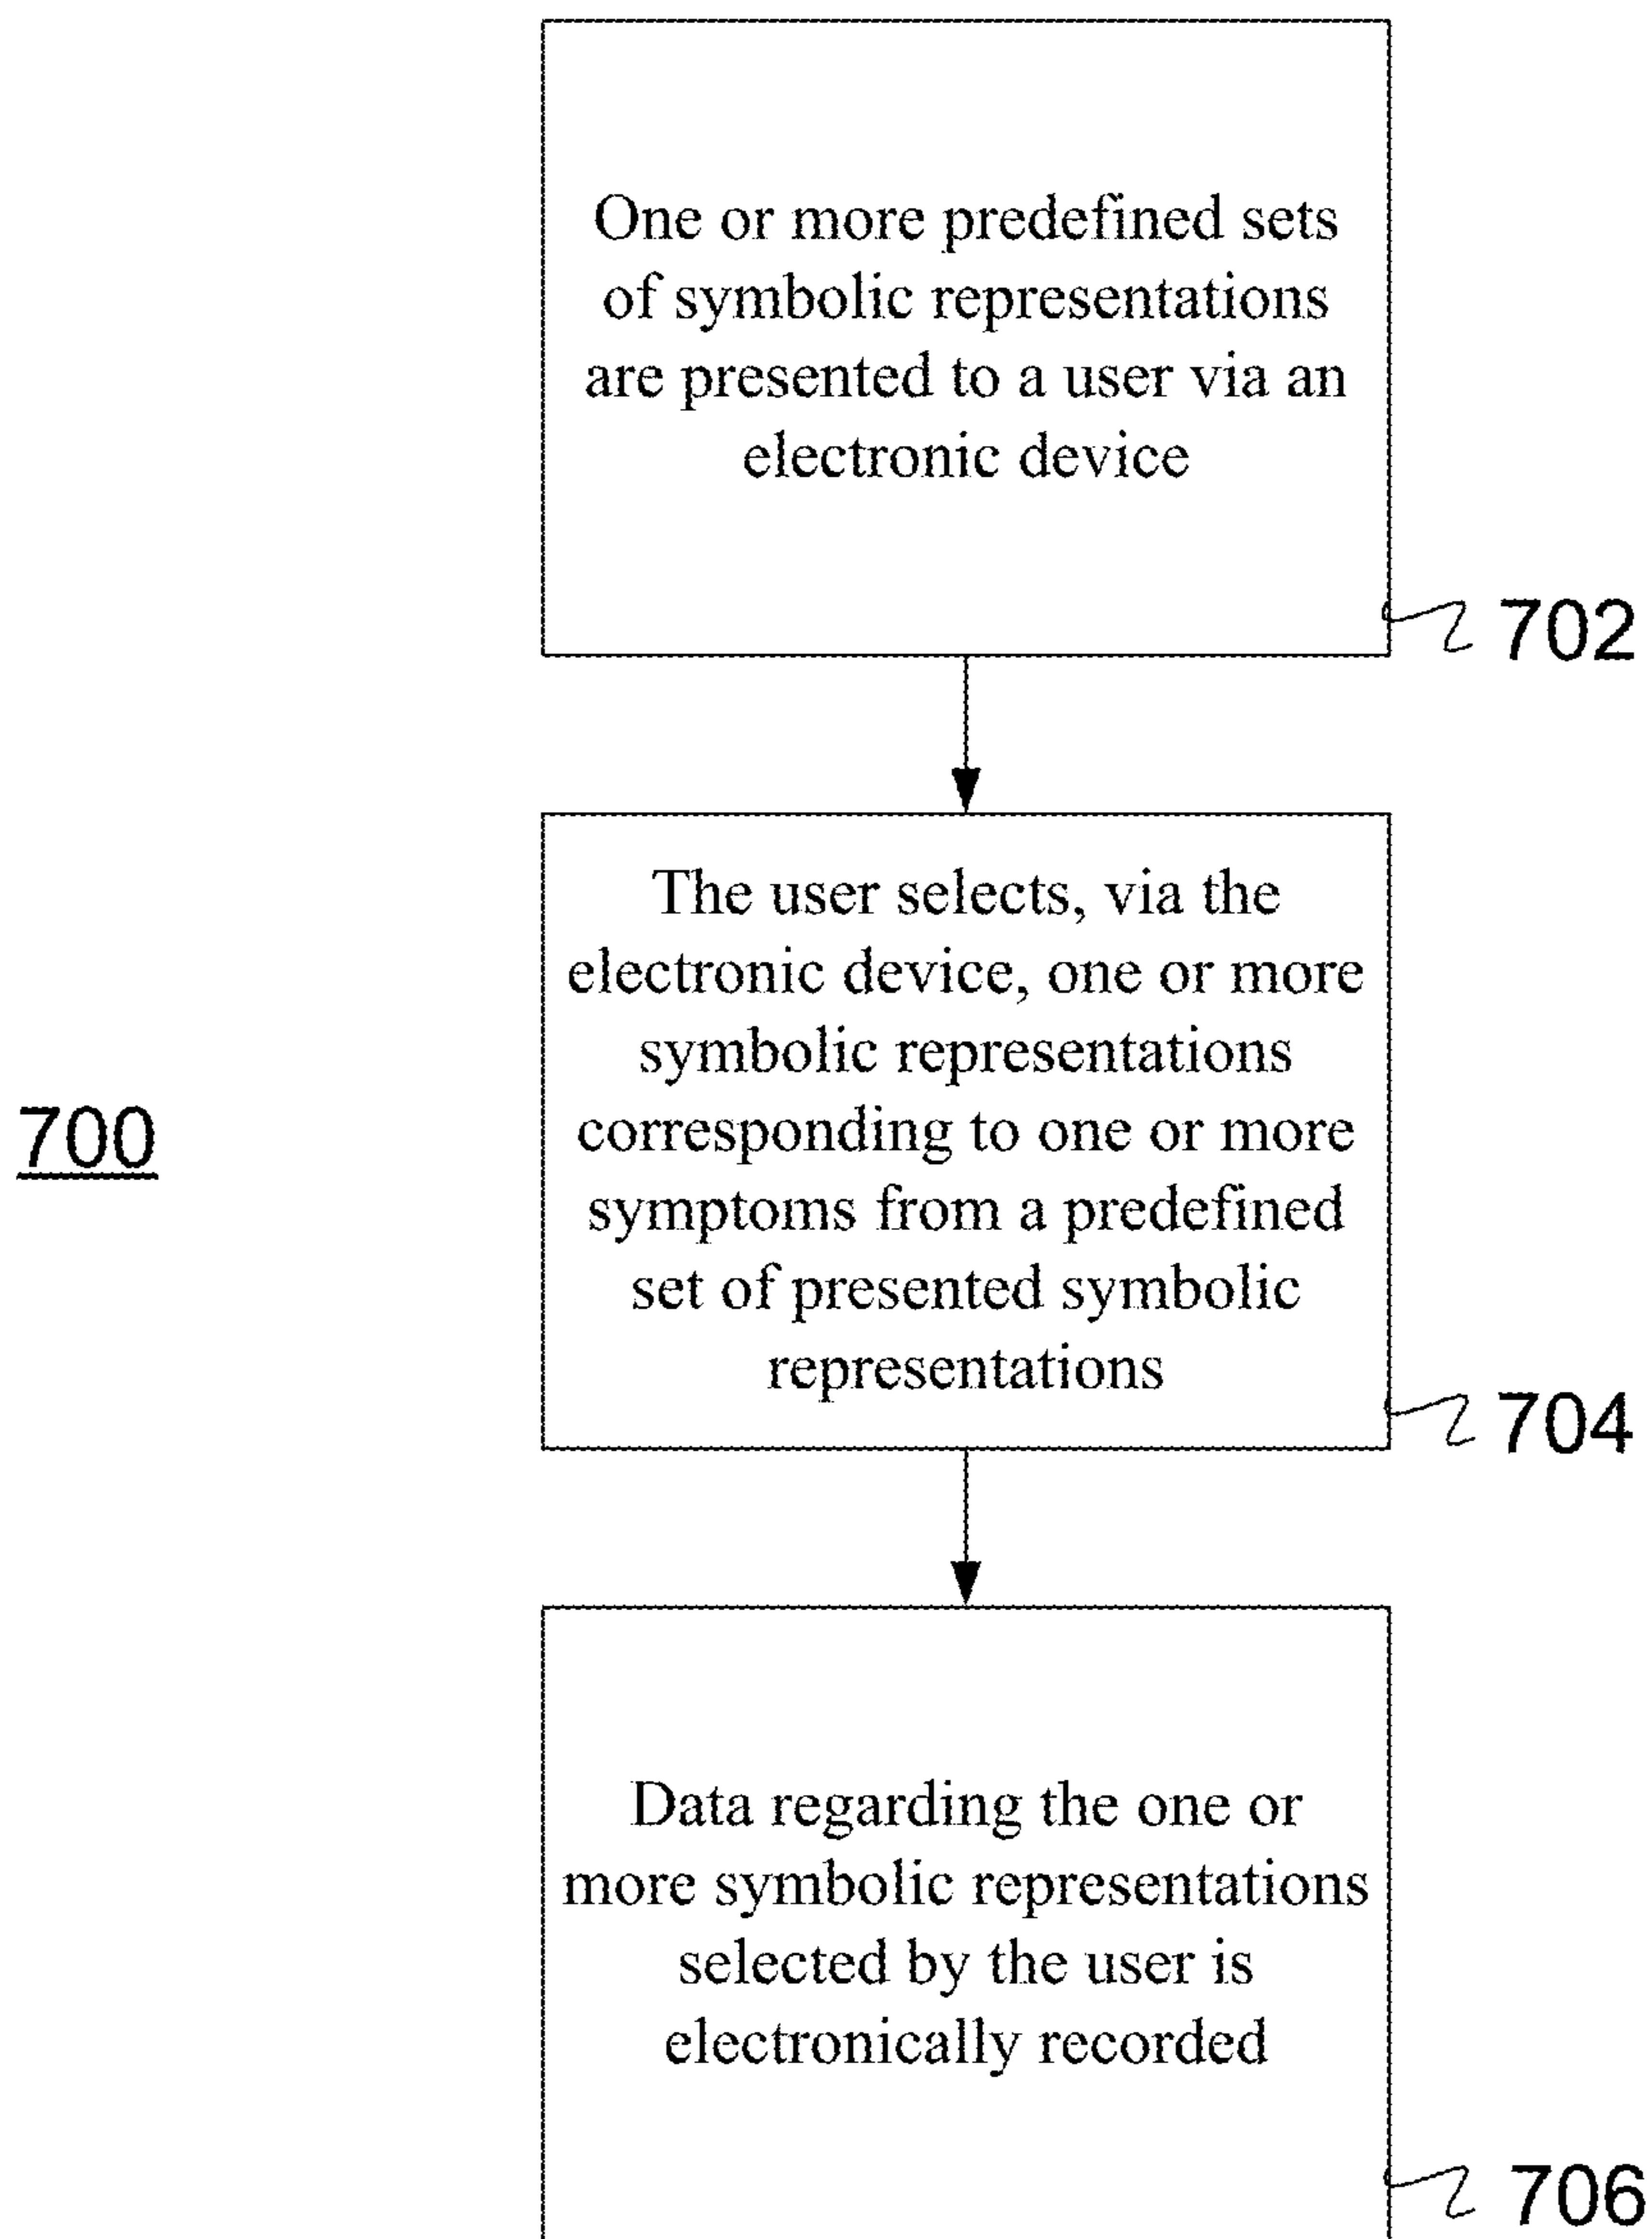 One or more predefined sets
of symbolic representations
are presented to a user via an
electronic device
702
The user selects, via the
electronic device, one or more
symbolic representations
corresponding to one or more
symptoms from a predefined
set of presented symbolic
representations
704
700
Data regarding the one or
more symbolic representations
selected by the user is
electronically recorded
706